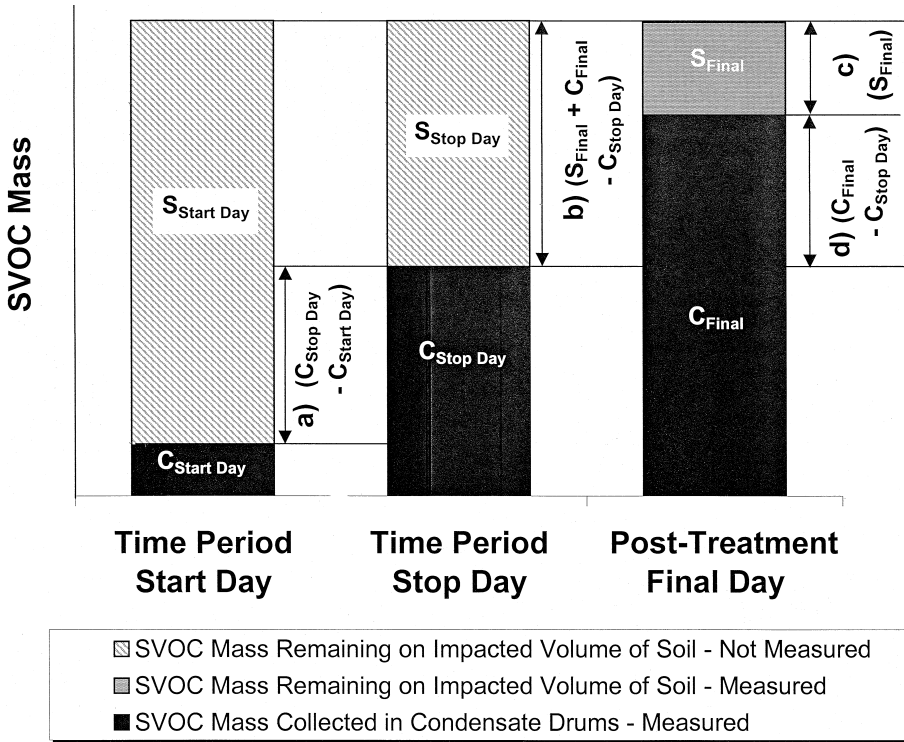 SVOC Mass
S Start Day
C Start Day
a) (C Stop Day
- C Start Day)
S Stop Day
C Stop Day
b) (S Final + C Final
- C Stop Day)
S Final
C Final
c)
(S Final)
d) (C Final
- C Stop Day)
Time Period
Start Day
Time Period
Stop Day
Post-Treatment
Final Day
SVOC Mass Remaining on Impacted Volume of Soil - Not Measured
SVOC Mass Remaining on Impacted Volume of Soil - Measured
SVOC Mass Collected in Condensate Drums - Measured